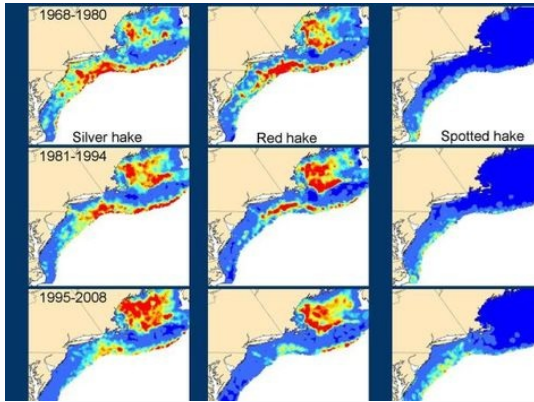 1968-1980
Silver hake
Red hake
Spotted hake
1981-1994
1995-2008